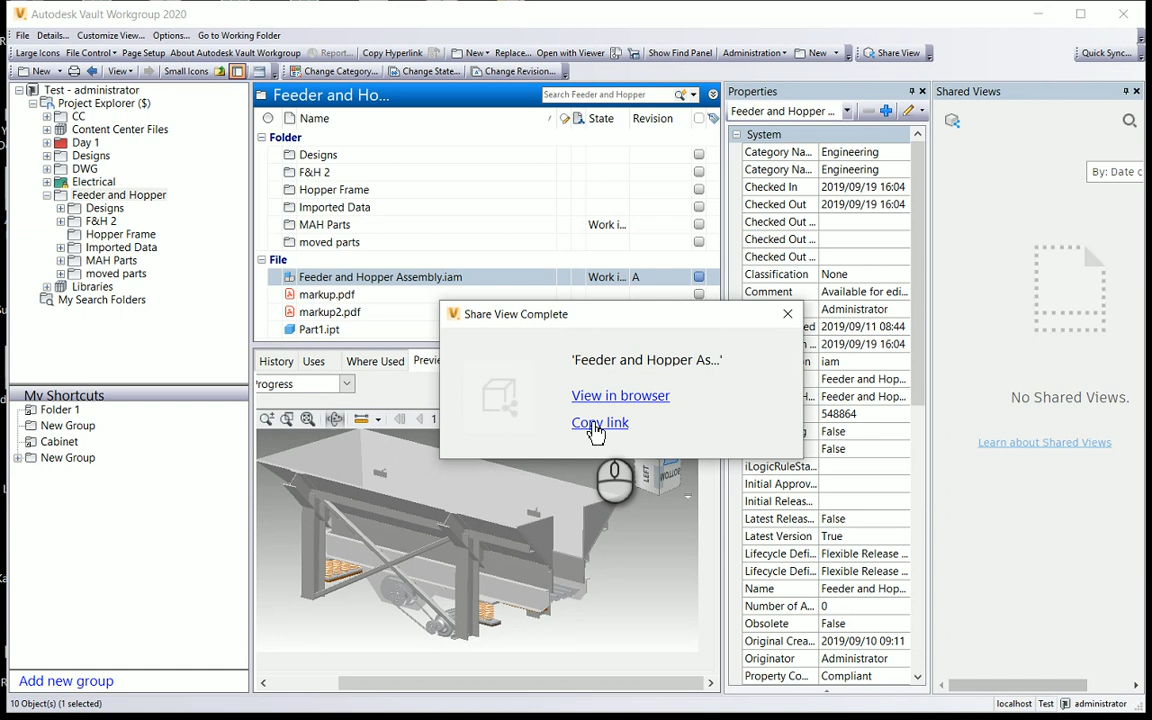 Autodesk Vault Workgroup 2020
File Details... Customize View... Options... Go to Working Folder
Large Icons File Control Page Setup About Autodesk Vault Workgroup Report... Copy Hyperlink New Replace... Open with Viewer Show Find Panel Administration New Share View Quick Sync...
New View Small Icons Change Category... Change State... Change Revision...
Test - administrator
Project Explorer ($)
CC
Content Center Files
Day 1
Designs
DWG
Electrical
Feeder and Hopper
Designs
F&H 2
Hopper Frame
Imported Data
MAH Parts
moved parts
Libraries
My Search Folders
My Shortcuts
Folder 1
New Group
Cabinet
New Group
Add new group
Feeder and Ho...
Search Feeder and Hopper
Name State Revision
Folder
Designs
F&H 2
Hopper Frame
Imported Data
MAH Parts Work i...
moved parts
File
Feeder and Hopper Assembly.iam Work i... A
markup.pdf
markup2.pdf
Part1.ipt
History Uses Where Used Previ
Progress
1
LEFT
BOTTOM
Share View Complete
'Feeder and Hopper As...'
View in browser
Copy link
Properties
Feeder and Hopper ...
System
Category Na... Engineering
Category Na... Engineering
Checked In 2019/09/19 16:04
Checked Out 2019/09/19 16:04
Checked Out ...
Checked Out ...
Checked Out ...
Classification None
Comment Available for edi...
Administrator
2019/09/11 08:44
2019/09/19 16:04
iam
Feeder and Hop...
Feeder and Hop...
548864
False
False
iLogicRuleSta...
Initial Approv...
Initial Releas...
Latest Releas... False
Latest Version True
Lifecycle Defi... Flexible Release ...
Lifecycle Defi... Flexible Release ...
Name Feeder and Hop...
Number of A... 0
Obsolete False
Original Crea... 2019/09/10 09:11
Originator Administrator
Property Co... Compliant
Shared Views
By: Date c
No Shared Views.
Learn about Shared Views
10 Object(s) (1 selected)
localhost Test administrator